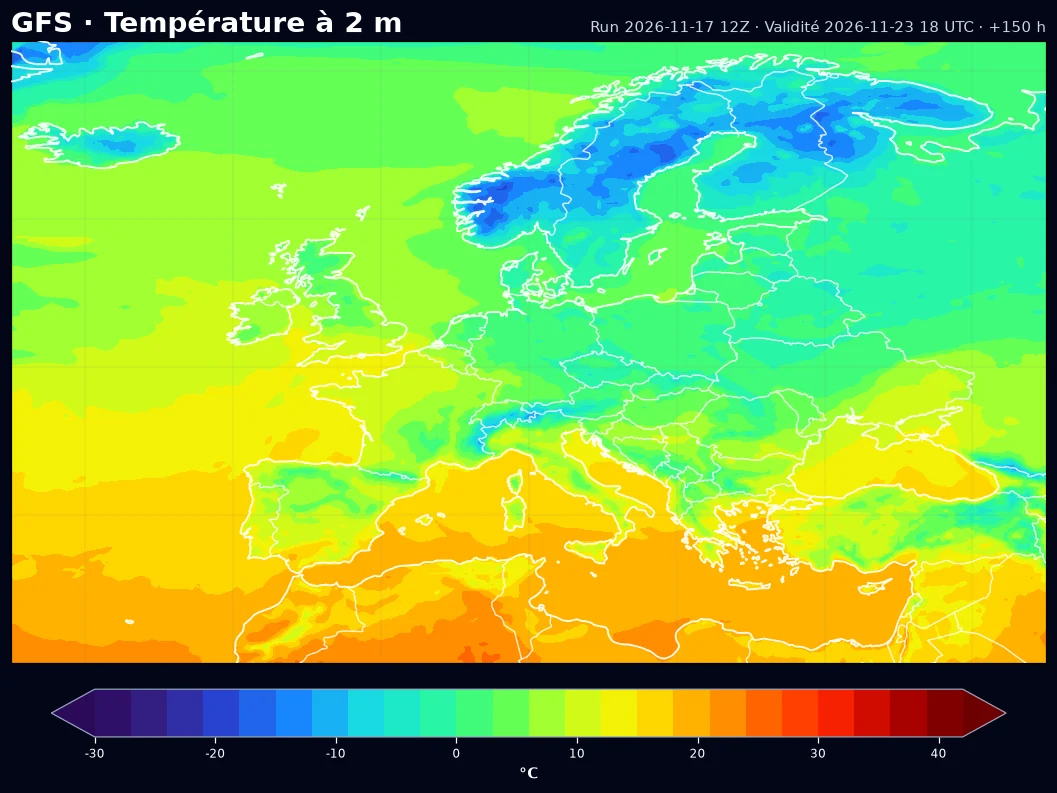 GFS · Température à 2 m
Run 2026-11-17 12Z · Validité 2026-11-23 18 UTC · +150 h
-30 -20 -10 0 10 20 30 40
°C